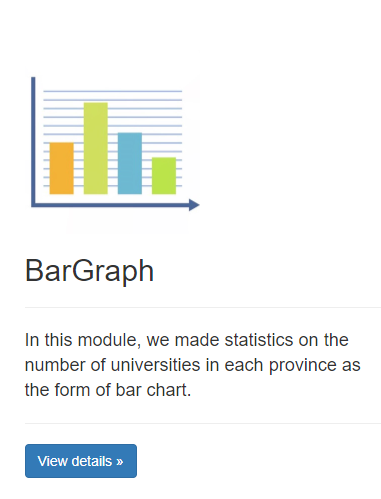 BarGraph
In this module, we made statistics on the
number of universities in each province as
the form of bar chart.
View details »